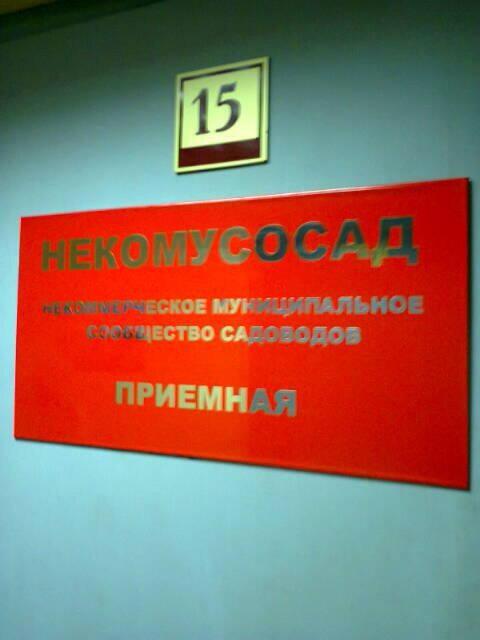 15
НЕКОМУСОСАД
НЕКОММЕРЧЕСКОЕ МУНИЦИПАЛЬНОЕ
СООБЩЕСТВО САДОВОДОВ
ПРИЕМНАЯ